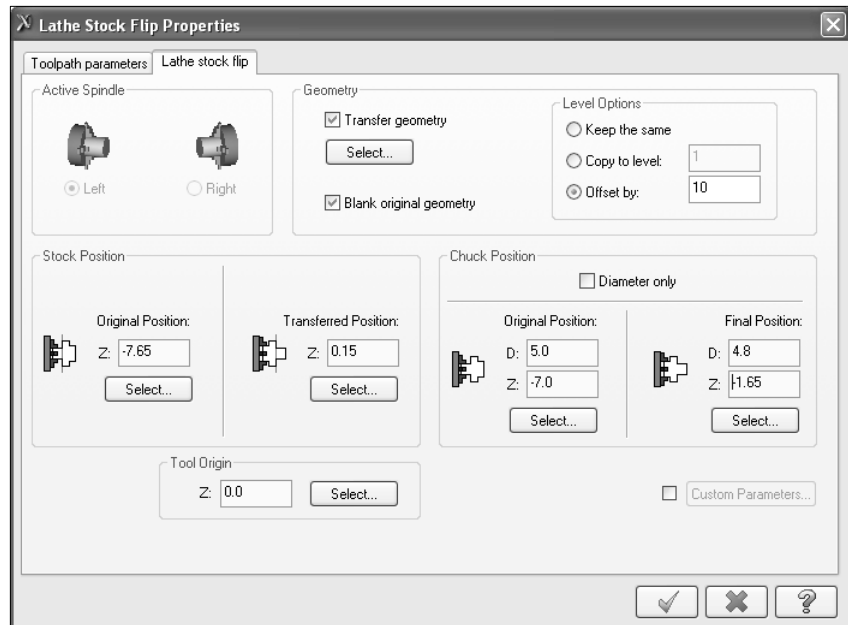 Lathe Stock Flip Properties
Toolpath parameters Lathe stock flip
Active Spindle
Left Right
Geometry
Transfer geometry
Select...
Blank original geometry
Level Options
Keep the same
Copy to level: 1
Offset by: 10
Stock Position
Original Position:
Z: -7.65
Select...
Transferred Position:
Z: 0.15
Select...
Chuck Position
Diameter only
Original Position:
D: 5.0
Z: -7.0
Select...
Final Position:
D: 4.8
Z: -1.65
Select...
Tool Origin
Z: 0.0 Select...
Custom Parameters...